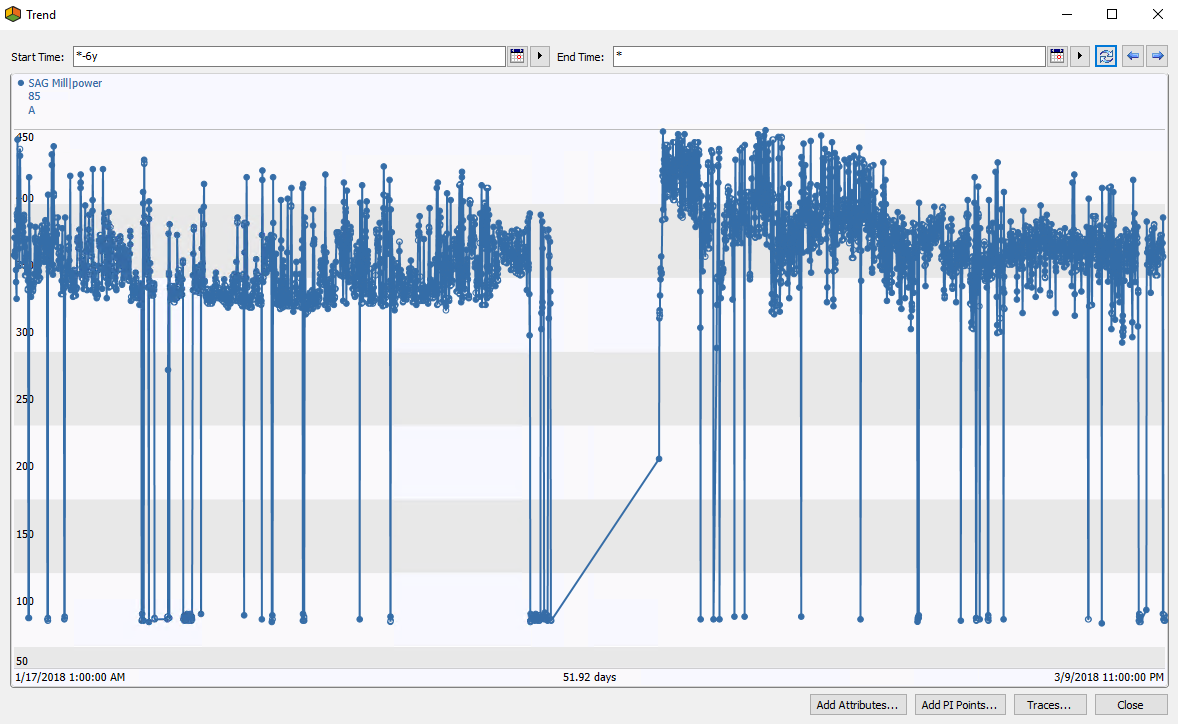 Trend
Start Time: *-6y End Time: *
SAG Mill|power
85
A
450
300
250
200
150
100
50
1/17/2018 1:00:00 AM 51.92 days 3/9/2018 11:00:00 PM
Add Attributes... Add PI Points... Traces... Close